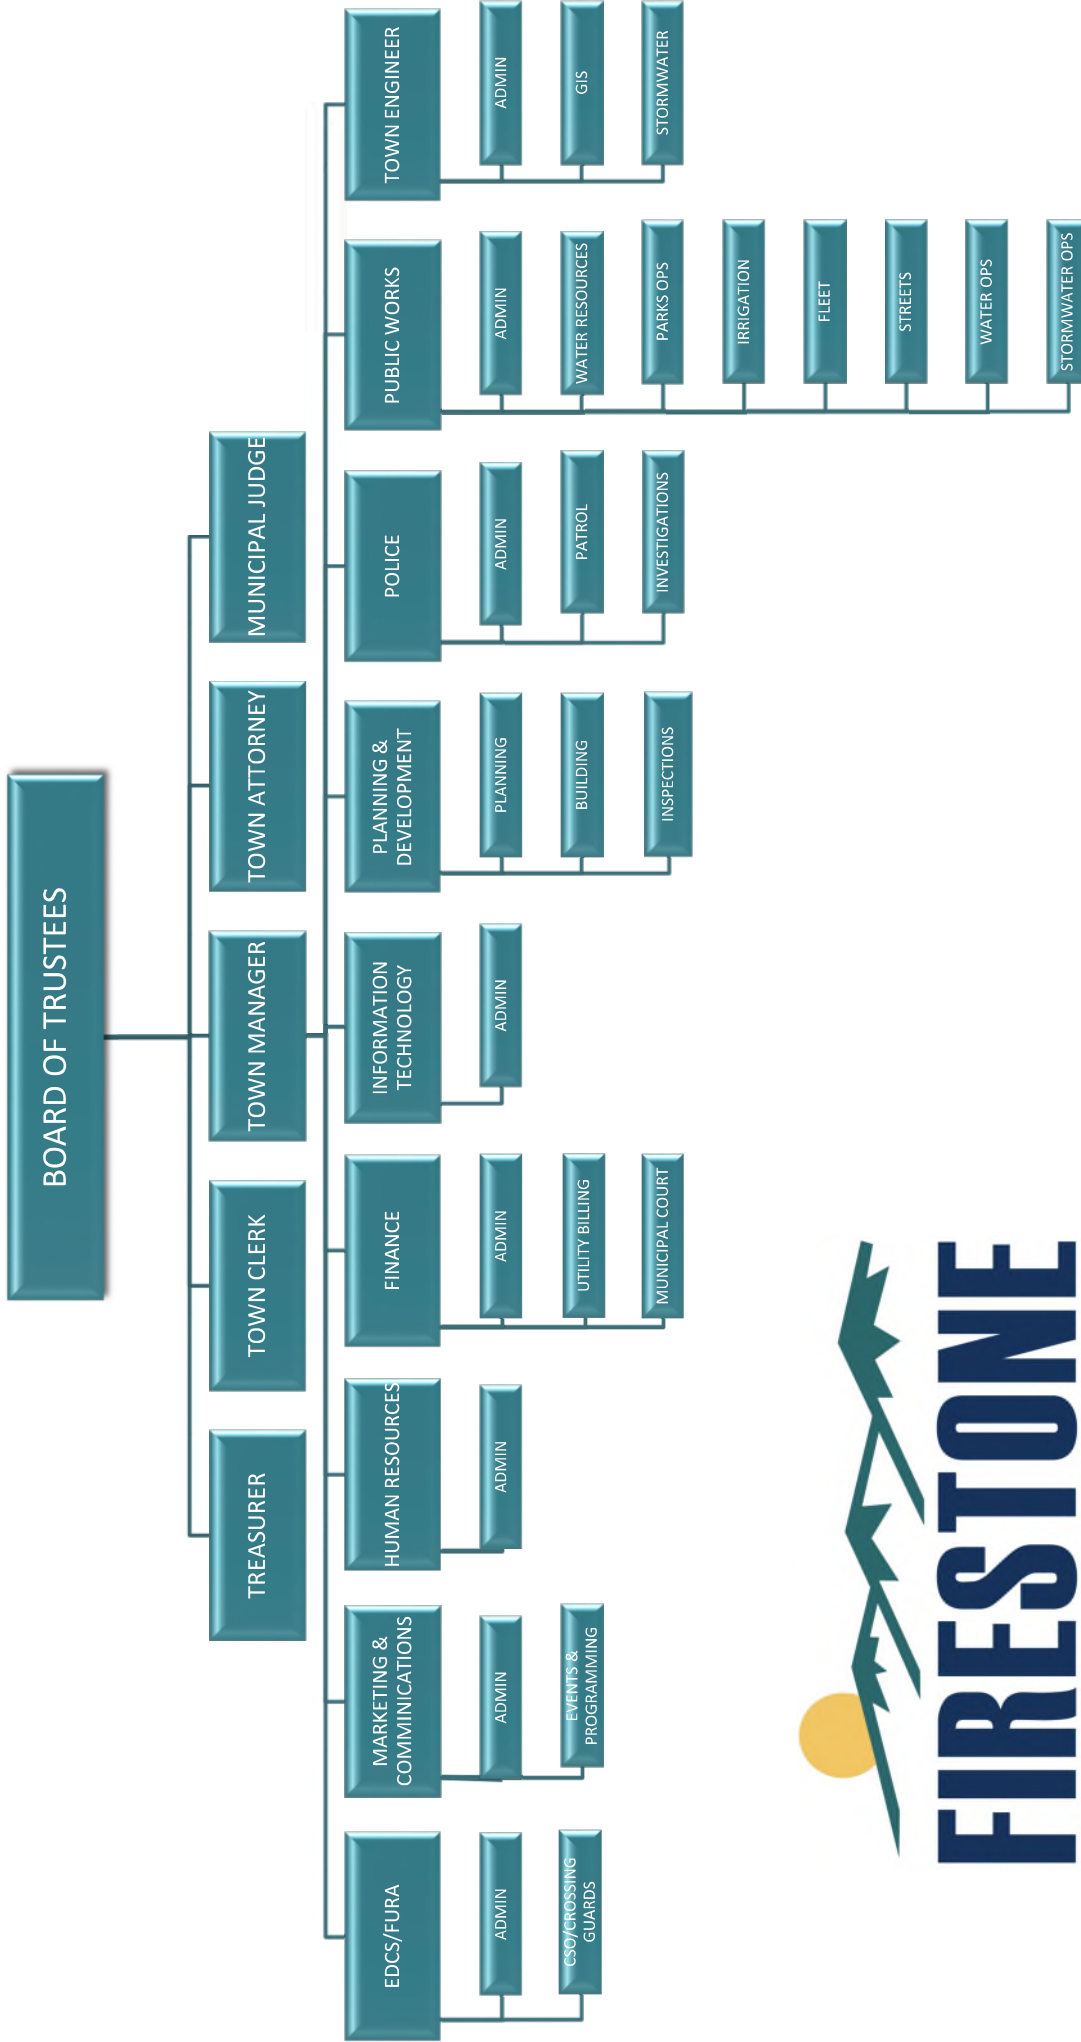 BOARD OF TRUSTEES
TREASURER
TOWN CLERK
TOWN MANAGER
TOWN ATTORNEY
MUNICIPAL JUDGE
EDCS/FURA
ADMIN
CSO/CROSSING
GUARDS
MARKETING &
COMMINICATIONS
ADMIN
EVENTS &
PROGRAMMING
HUMAN RESOURCES
ADMIN
FINANCE
ADMIN
UTILITY BILLING
MUNICIPAL COURT
INFORMATION
TECHNOLOGY
ADMIN
PLANNING &
DEVELOPMENT
PLANNING
BUILDING
INSPECTIONS
POLICE
ADMIN
PATROL
INVESTIGATIONS
PUBLIC WORKS
ADMIN
WATER RESOURCES
PARKS OPS
IRRIGATION
FLEET
STREETS
WATER OPS
STORMWATER OPS
TOWN ENGINEER
ADMIN
GIS
STORMWATER
FIRESTONE